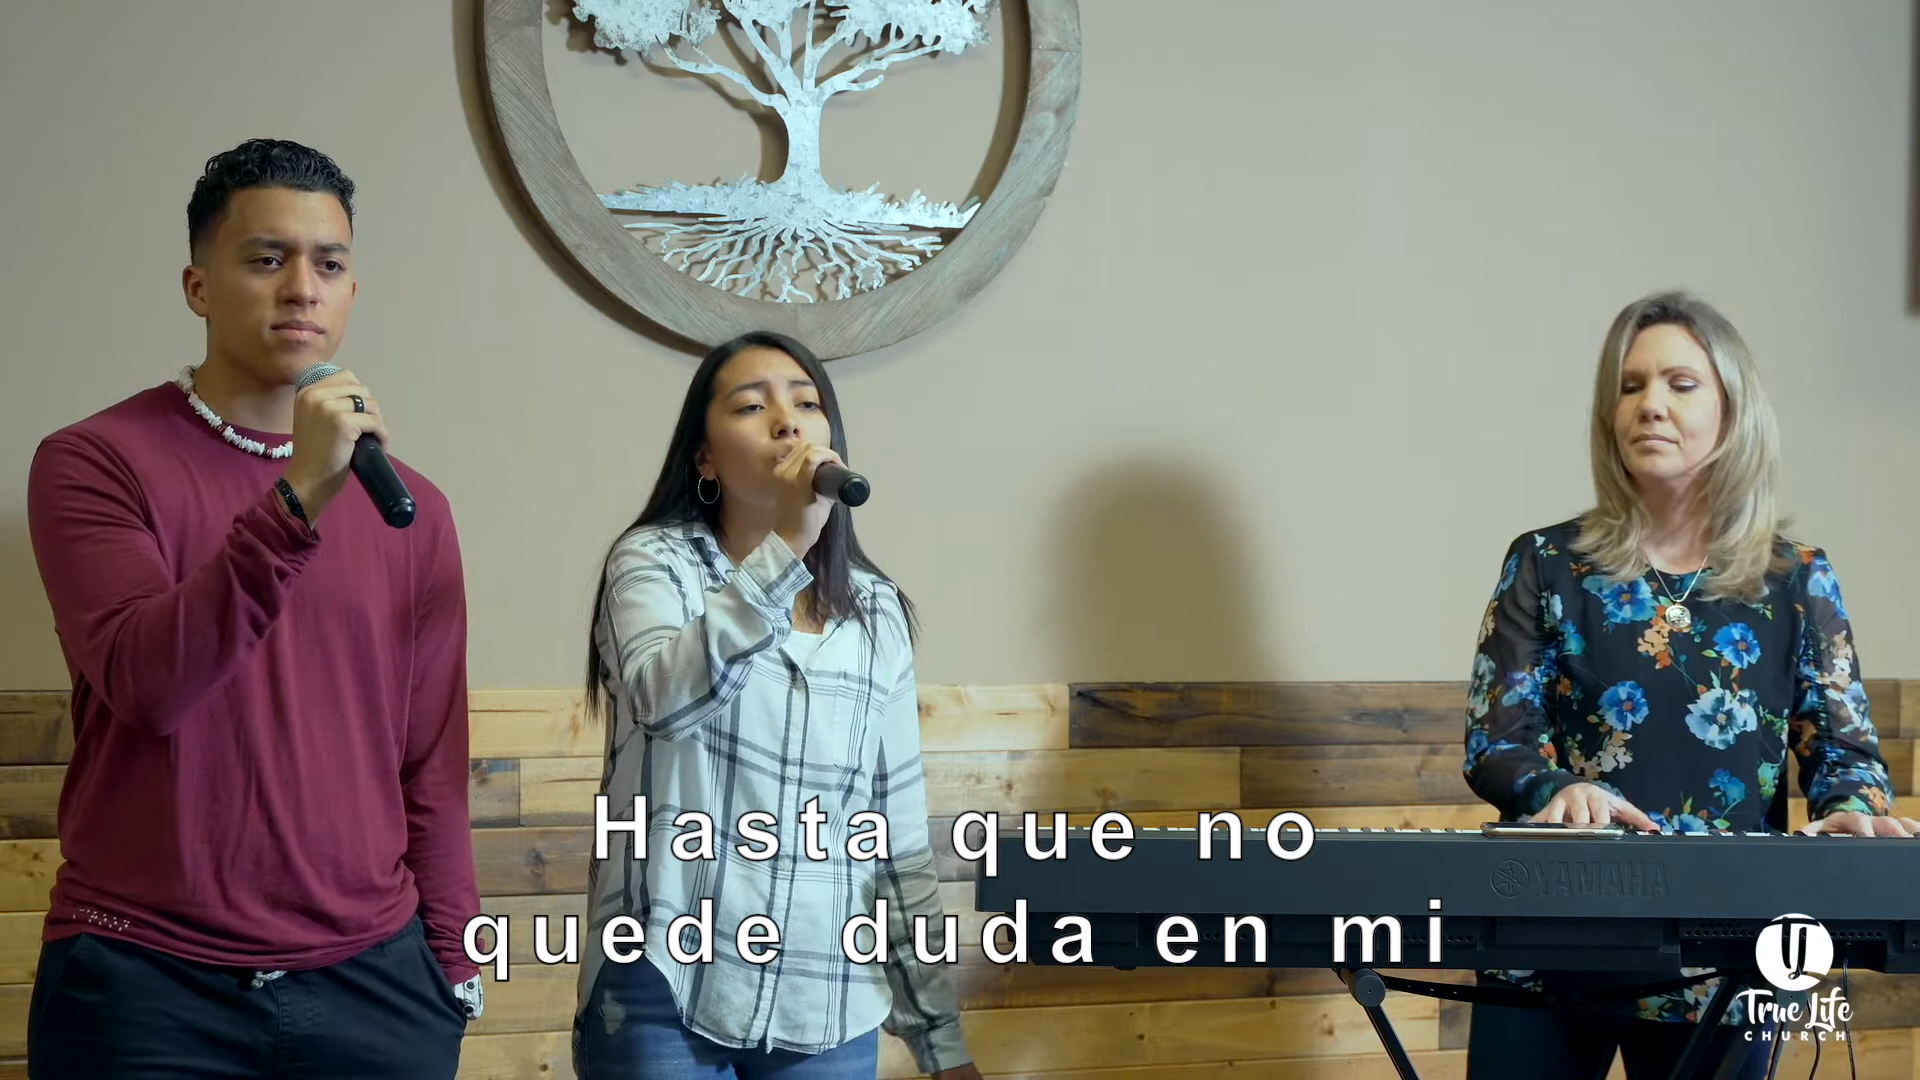 Hasta que no
quede duda en mi
YAMAHA
True Life
CHURCH